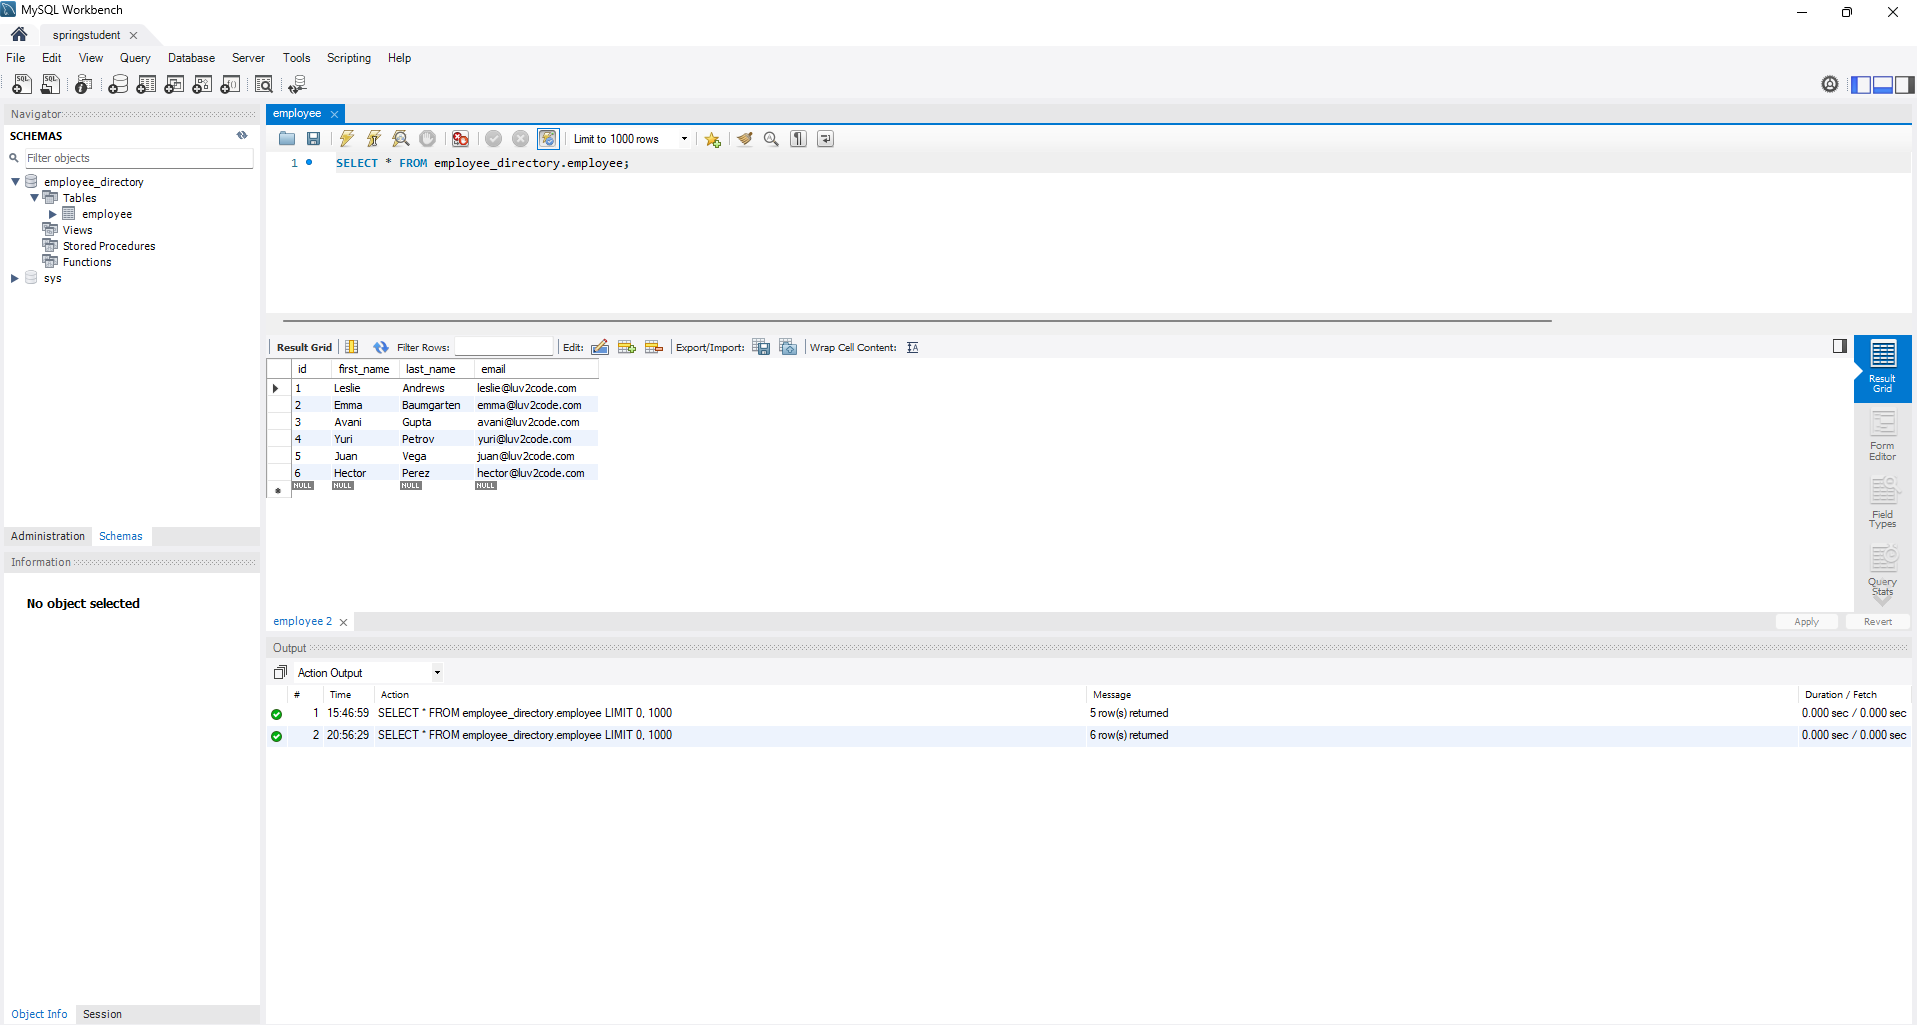 MySQL Workbench
springstudent
File Edit View Query Database Server Tools Scripting Help
Navigator
SCHEMAS
Filter objects
employee_directory
Tables
employee
Views
Stored Procedures
Functions
sys
Administration Schemas
Information
No object selected
Object Info Session
employee
Limit to 1000 rows
1 SELECT * FROM employee_directory.employee;
Result Grid Filter Rows: Edit: Export/Import: Wrap Cell Content:
id first_name last_name email
1 Leslie Andrews leslie@luv2code.com
2 Emma Baumgarten emma@luv2code.com
3 Avani Gupta avani@luv2code.com
4 Yuri Petrov yuri@luv2code.com
5 Juan Vega juan@luv2code.com
6 Hector Perez hector@luv2code.com
NULL NULL NULL NULL
Result
Grid
Form
Editor
Field
Types
Query
Stats
employee 2
Apply Revert
Output
Action Output
# Time Action Message Duration / Fetch
1 15:46:59 SELECT * FROM employee_directory.employee LIMIT 0, 1000 5 row(s) returned 0.000 sec / 0.000 sec
2 20:56:29 SELECT * FROM employee_directory.employee LIMIT 0, 1000 6 row(s) returned 0.000 sec / 0.000 sec